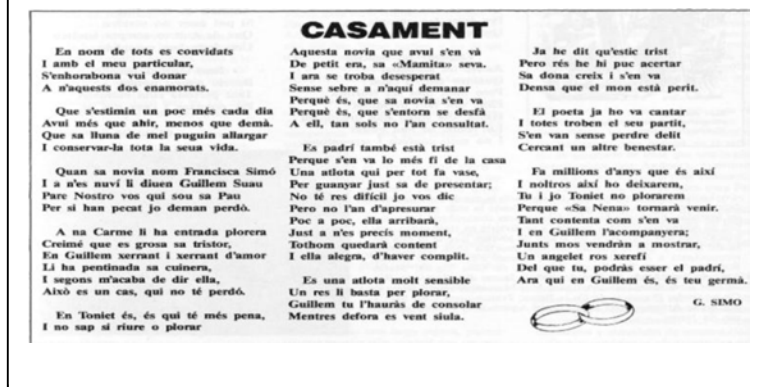 CASAMENT
En nom de tots es convidats
I amb el meu particular,
S'enhorabona vui donar
A n'aquests dos enamorats.
Que s'estimin un poc més cada dia
Avui més que ahir, menos que demà.
Que sa lluna de mel puguin allargar
I conservar-la tota la seua vida.
Quan sa novia nom Francisca Simó
I a n'es nuví li diuen Guillem Suau
Pare Nostro vos qui sou sa Pau
Per si han pecat jo deman perdò.
A na Carme li ha entrada plorera
Creimé que es grosa sa tristor,
En Guillem xerrant i xerrant d'amor
Li ha pentinada sa cuinera,
I segons m'acaba de dir ella,
Això es un cas, qui no té perdó.
En Toniet és, és qui té més pena,
I no sap si riure o plorar
Aquesta novia que avui s'en và
De petit era, sa «Mamita» seva.
I ara se troba desesperat
Sense sebre a n'aquí demanar
Perquè és, que sa novia s'en va
Perquè és, que s'entorn se desfà
A ell, tan sols no l'an consultat.
Es padrí també està trist
Perque s'en va lo més fi de la casa
Una atlota qui per tot fa vase,
Per guanyar just sa de presentar;
No té res difícil jo vos dic
Pero no l'an d'apresurar
Poc a poc, ella arribarà,
Just a n'es precís moment,
Tothom quedarà content
I ella alegra, d'haver complit.
Es una atlota molt sensible
Un res li basta per plorar,
Guillem tu l'hauràs de consolar
Mentres defora es vent siula.
Ja he dit qu'estic trist
Pero rés he hi puc acertar
Sa dona creix i s'en va
Densa que el mon està perit.
El poeta ja ho va cantar
I totes troben el seu partit,
S'en van sense perdre delit
Cercant un altre benestar.
Fa millions d'anys que és així
I noltros així ho deixarem,
Tu i jo Toniet no plorarem
Perque «Sa Nena» tornarà venir.
Tant contenta com s'en va
I en Guillem l'acompanyera;
Junts mos vendràn a mostrar,
Un angelet ros xerefí
Del que tu, podràs esser el padrí,
Ara qui en Guillem és, és teu germà.
G. SIMO